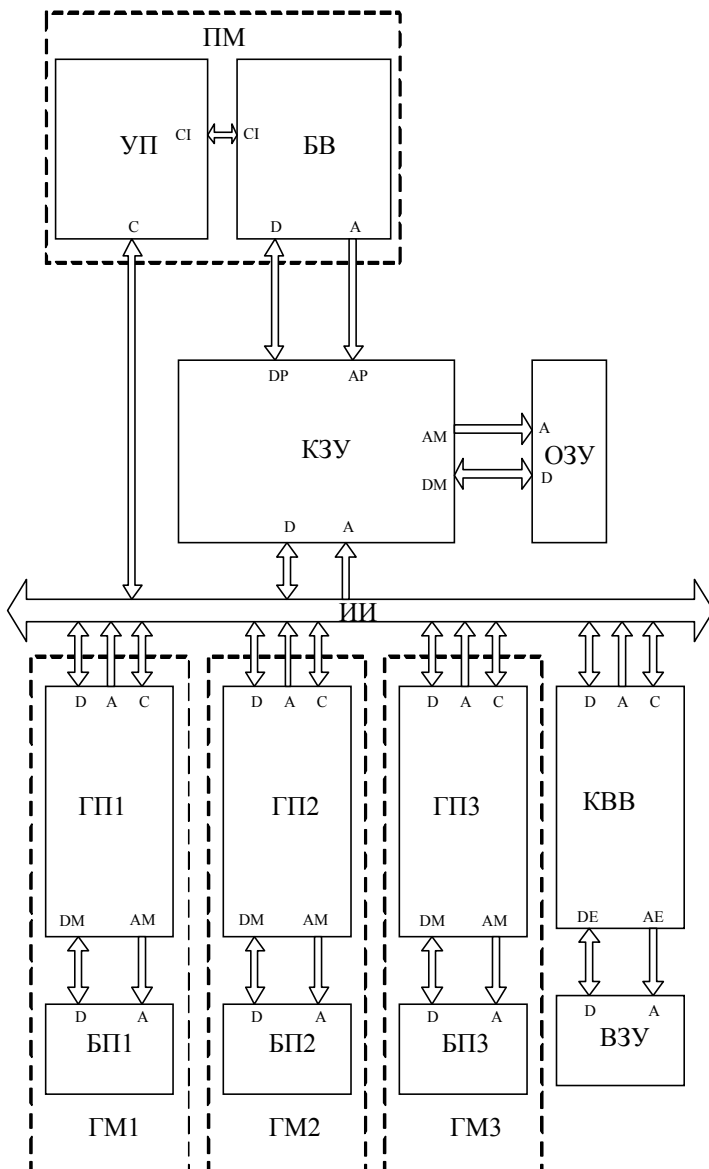 ПМ
УП CI CI БВ
C D A
DP AP
КЗУ AM A ОЗУ
DM D
D A
ИИ
D A C D A C D A C D A C
ГП1 ГП2 ГП3 КВВ
DM AM DM AM DM AM DE AE
D A D A D A D A
БП1 БП2 БП3 ВЗУ
ГМ1 ГМ2 ГМ3